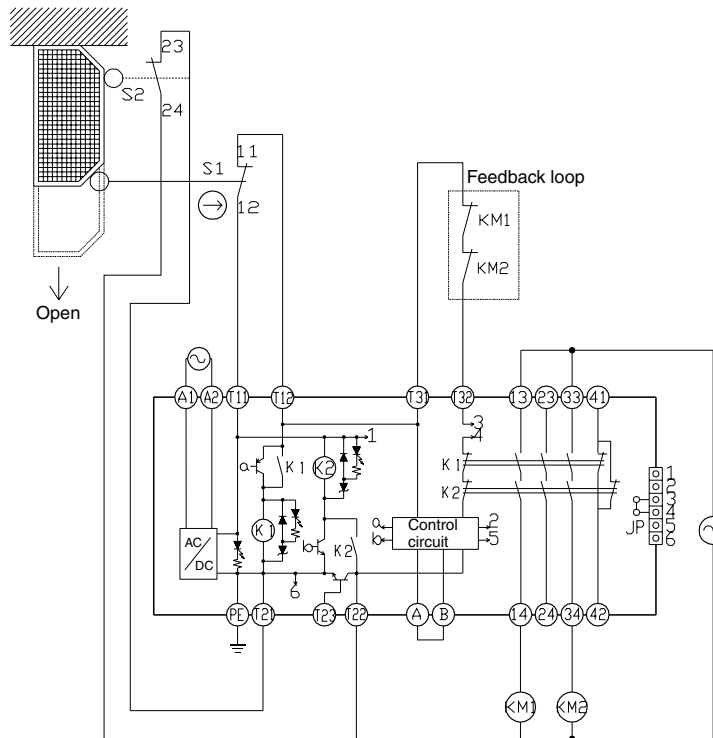 23
S2
24
11
S1
12
Open
Feedback loop
KM1
KM2
A1 A2 T11 T12 T31 T32 13 23 33 41
1
3
4
a
K1
K2
K1
K2
1
2
3
4
5
6
JP
AC/DC
K1
b
K2
a
b
Control
circuit
2
5
6
PE T21 T23 T22 A B 14 24 34 42
KM1 KM2